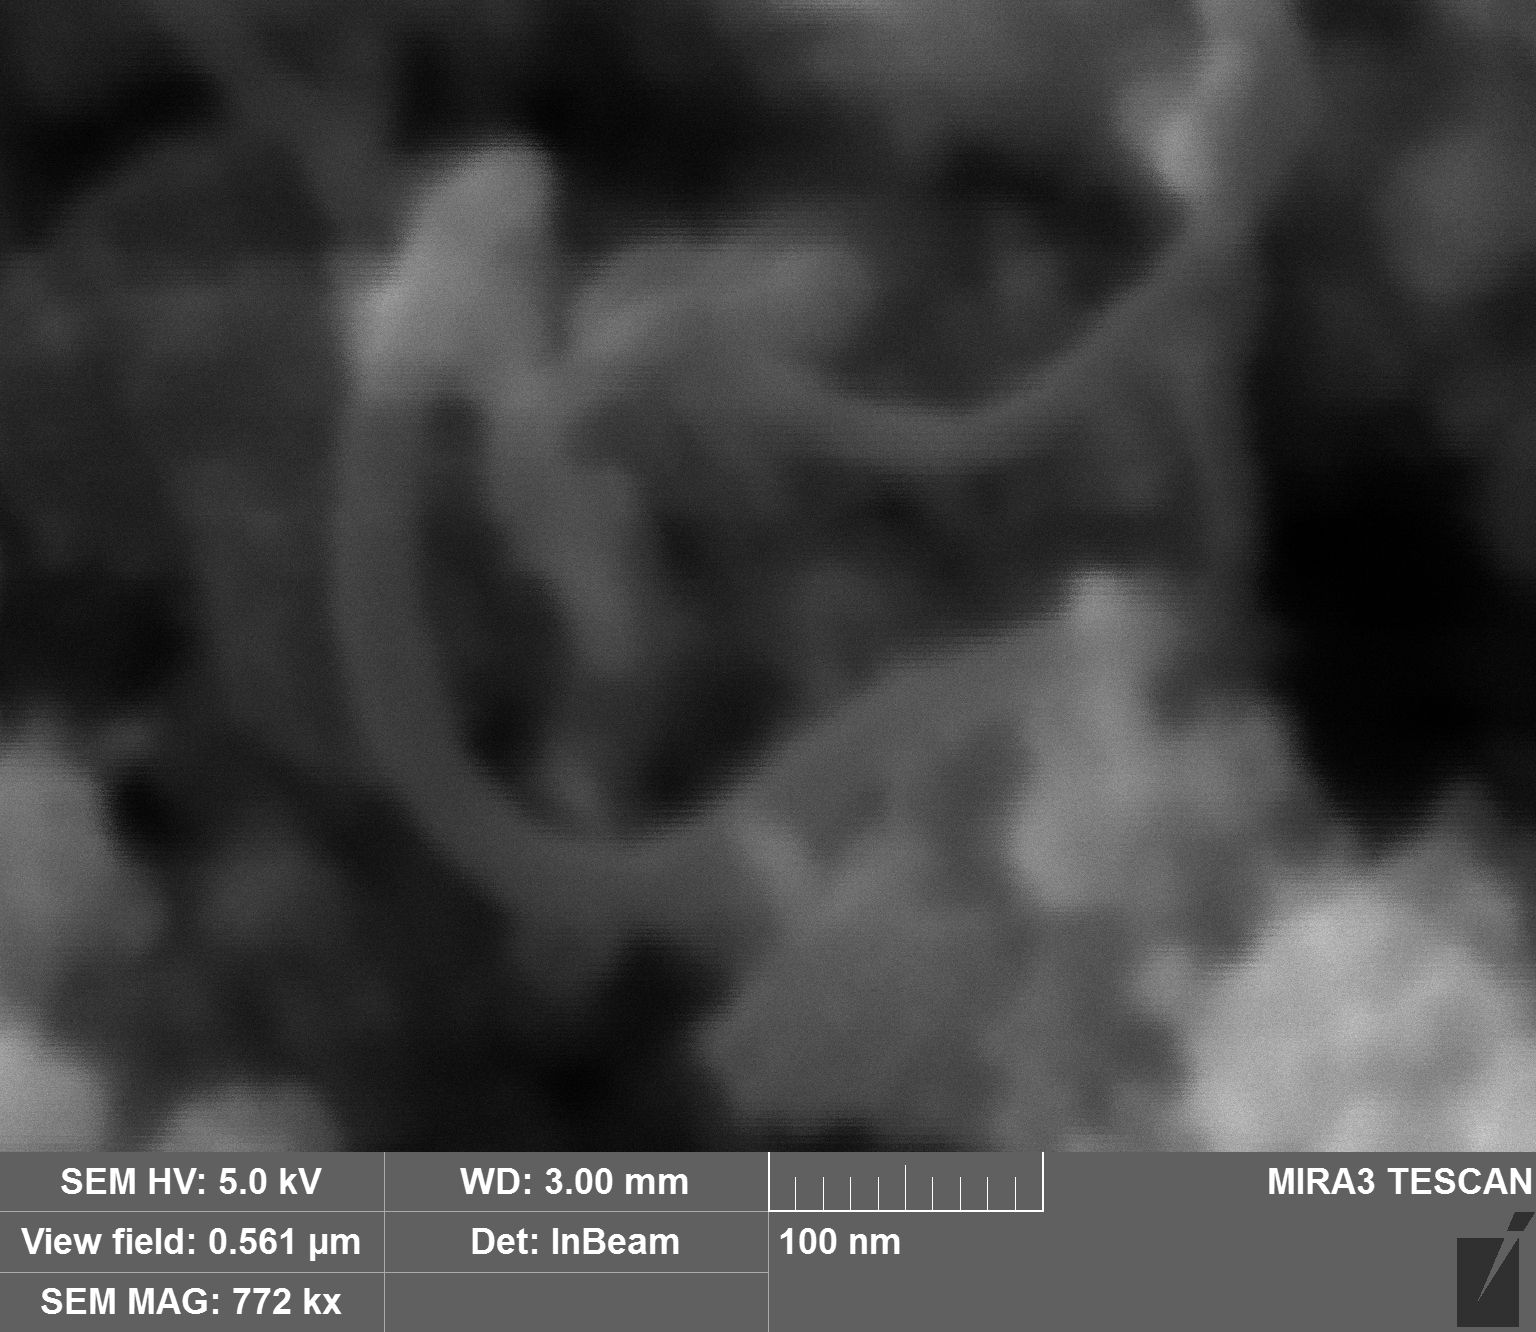 SEM HV: 5.0 kV
WD: 3.00 mm
MIRA3 TESCAN
View field: 0.561 µm
Det: InBeam
100 nm
SEM MAG: 772 kx